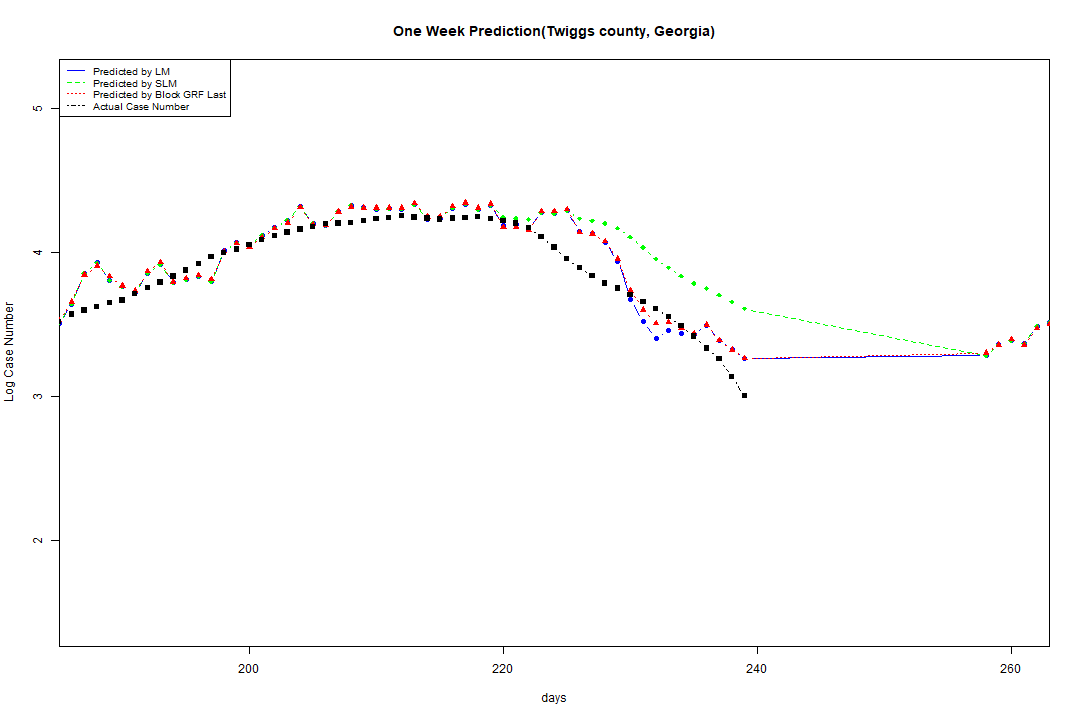 One Week Prediction(Twiggs county, Georgia)
Predicted by LM
Predicted by SLM
Predicted by Block GRF Last
Actual Case Number
5
4
3
2
Log Case Number
200
220
240
260
days